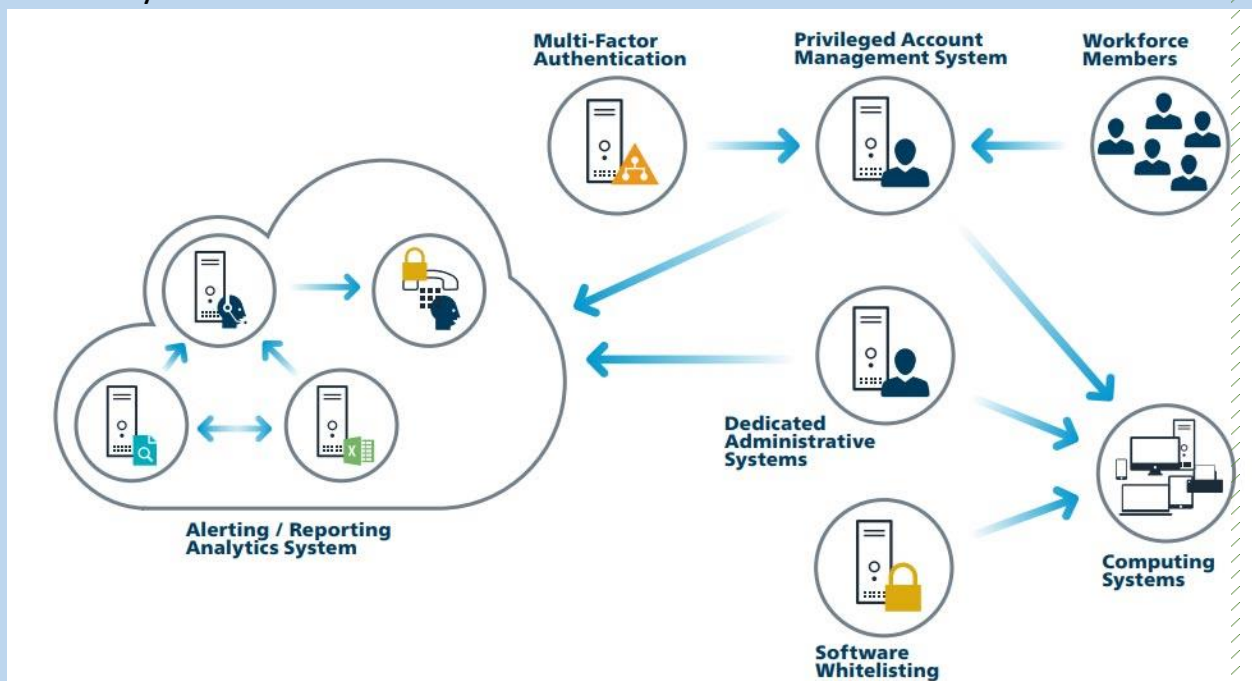 Multi-Factor
Authentication
Privileged Account
Management System
Workforce
Members
Dedicated
Administrative
Systems
Alerting / Reporting
Analytics System
Computing
Systems
Software
Whitelisting